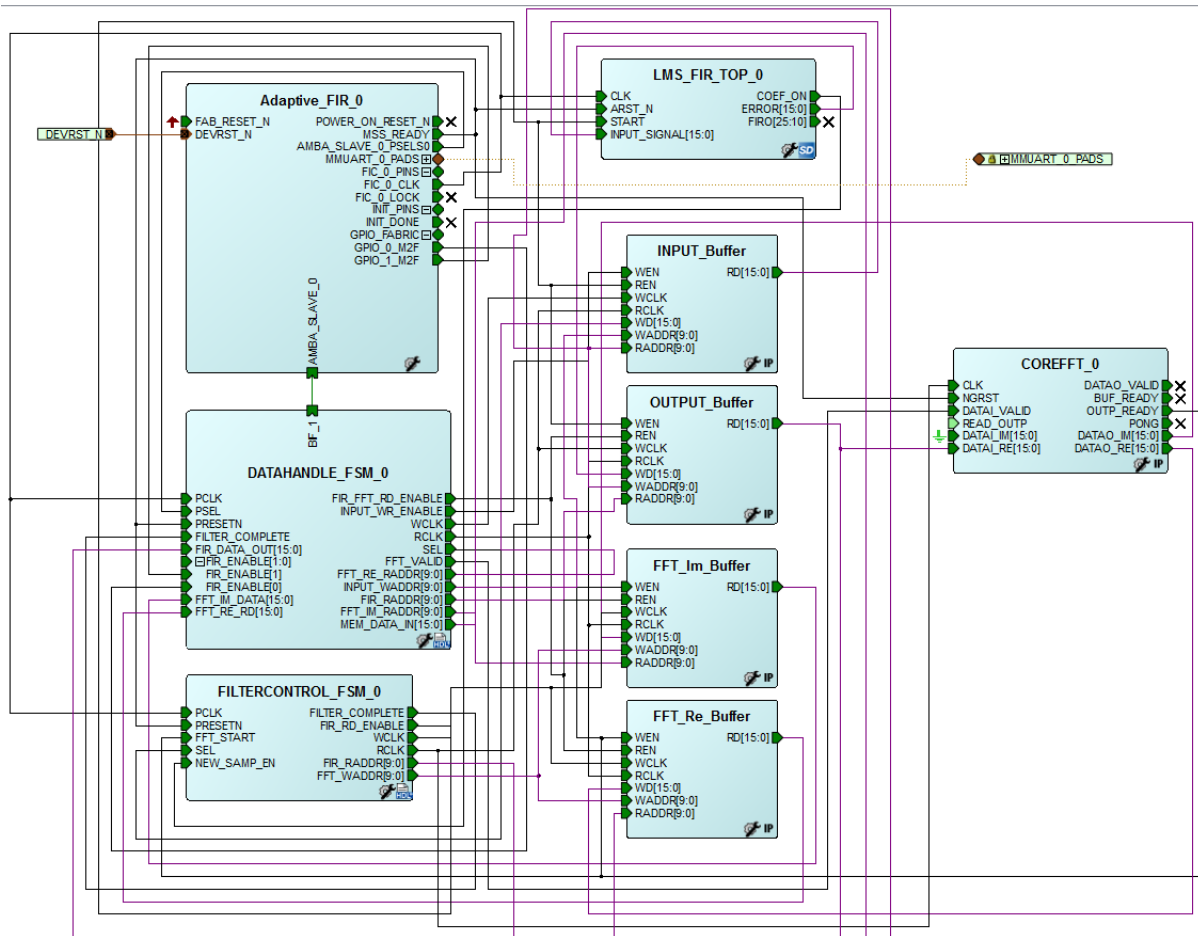 DEVRST_N
Adaptive_FIR_0
FAB_RESET_N
DEVRST_N
POWER_ON_RESET_N
MSS_READY
AMBA_SLAVE_0_PSELS0
MMUART_0_PADS
FIC_0_PINS
FIC_0_CLK
FIC_0_LOCK
INIT_PINS
INIT_DONE
GPIO_FABRIC
GPIO_0_M2F
GPIO_1_M2F
AMBA_SLAVE_0
LMS_FIR_TOP_0
CLK
ARST_N
START
INPUT_SIGNAL[15:0]
COEF_ON
ERROR[15:0]
FIRO[25:10]
SD
MMUART_0_PADS
INPUT_Buffer
WEN
REN
WCLK
RCLK
WD[15:0]
WADDR[9:0]
RADDR[9:0]
RD[15:0]
IP
OUTPUT_Buffer
WEN
REN
WCLK
RCLK
WD[15:0]
WADDR[9:0]
RADDR[9:0]
RD[15:0]
IP
COREFFT_0
CLK
NGRST
DATAI_VALID
READ_OUTP
DATAI_IM[15:0]
DATAI_RE[15:0]
DATAO_VALID
BUF_READY
OUTP_READY
PONG
DATAO_IM[15:0]
DATAO_RE[15:0]
IP
BIF_1
DATAHANDLE_FSM_0
PCLK
PSEL
PRESETN
FILTER_COMPLETE
FIR_DATA_OUT[15:0]
FIR_ENABLE[1:0]
FIR_ENABLE[1]
FIR_ENABLE[0]
FFT_IM_DATA[15:0]
FFT_RE_RD[15:0]
FIR_FFT_RD_ENABLE
INPUT_WR_ENABLE
WCLK
RCLK
SEL
FFT_VALID
FFT_RE_RADDR[9:0]
INPUT_WADDR[9:0]
FIR_RADDR[9:0]
FFT_IM_RADDR[9:0]
MEM_DATA_IN[15:0]
HDL
FFT_Im_Buffer
WEN
REN
WCLK
RCLK
WD[15:0]
WADDR[9:0]
RADDR[9:0]
RD[15:0]
IP
FILTERCONTROL_FSM_0
PCLK
PRESETN
FFT_START
SEL
NEW_SAMP_EN
FILTER_COMPLETE
FIR_RD_ENABLE
WCLK
RCLK
FIR_RADDR[9:0]
FFT_WADDR[9:0]
HDL
FFT_Re_Buffer
WEN
REN
WCLK
RCLK
WD[15:0]
WADDR[9:0]
RADDR[9:0]
RD[15:0]
IP